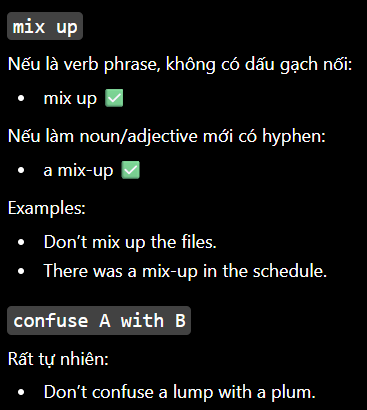 mix up
Nếu là verb phrase, không có dấu gạch nối:
• mix up ✅
Nếu làm noun/adjective mới có hyphen:
• a mix-up ✅
Examples:
• Don’t mix up the files.
• There was a mix-up in the schedule.
confuse A with B
Rất tự nhiên:
• Don’t confuse a lump with a plum.